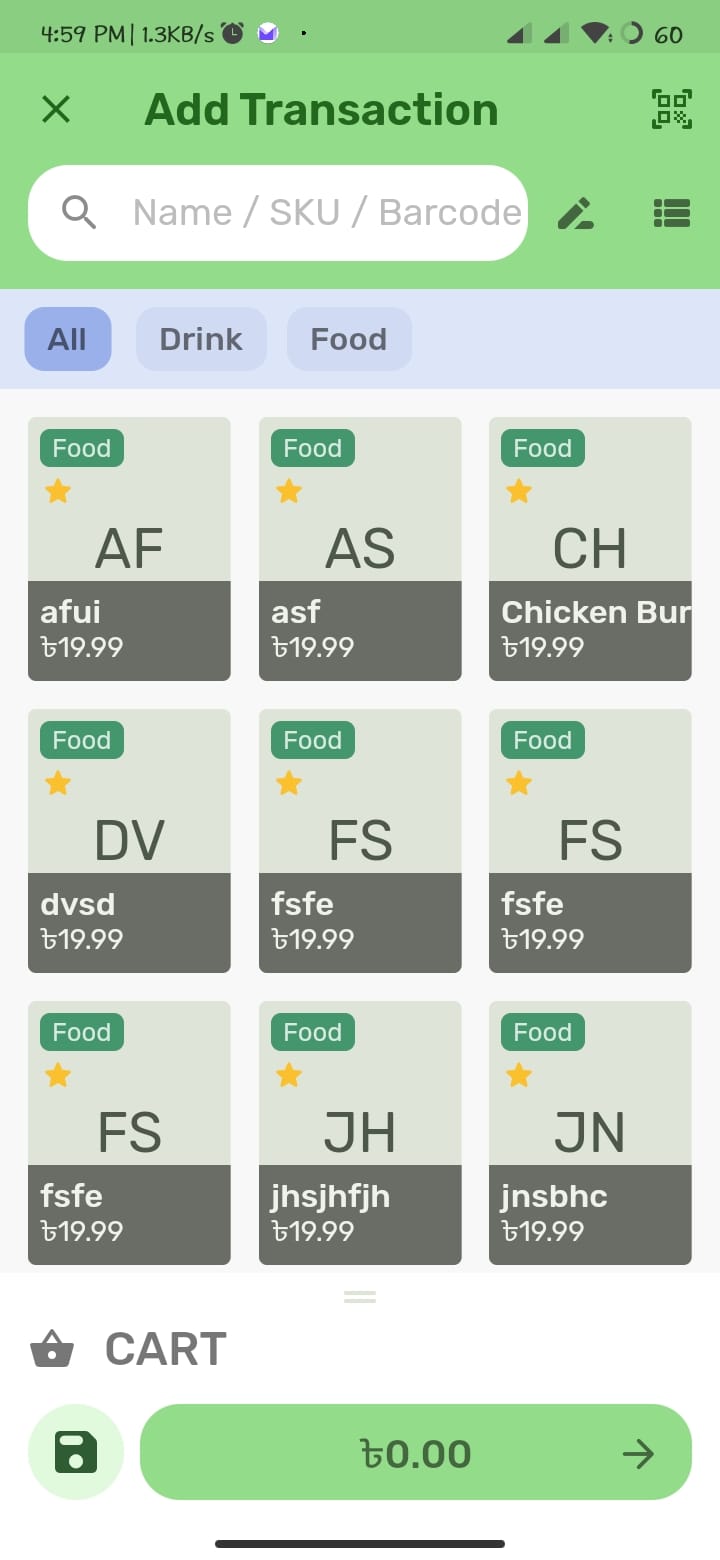 4:59 PM| 1.3KB/s 60
Add Transaction
Name / SKU / Barcode
All Drink Food
Food Food Food
AF AS CH
afui asf Chicken Bur
৳19.99 ৳19.99 ৳19.99
Food Food Food
DV FS FS
dvsd fsfe fsfe
৳19.99 ৳19.99 ৳19.99
Food Food Food
FS JH JN
fsfe jhsjhfjh jnsbhc
৳19.99 ৳19.99 ৳19.99
CART
৳0.00